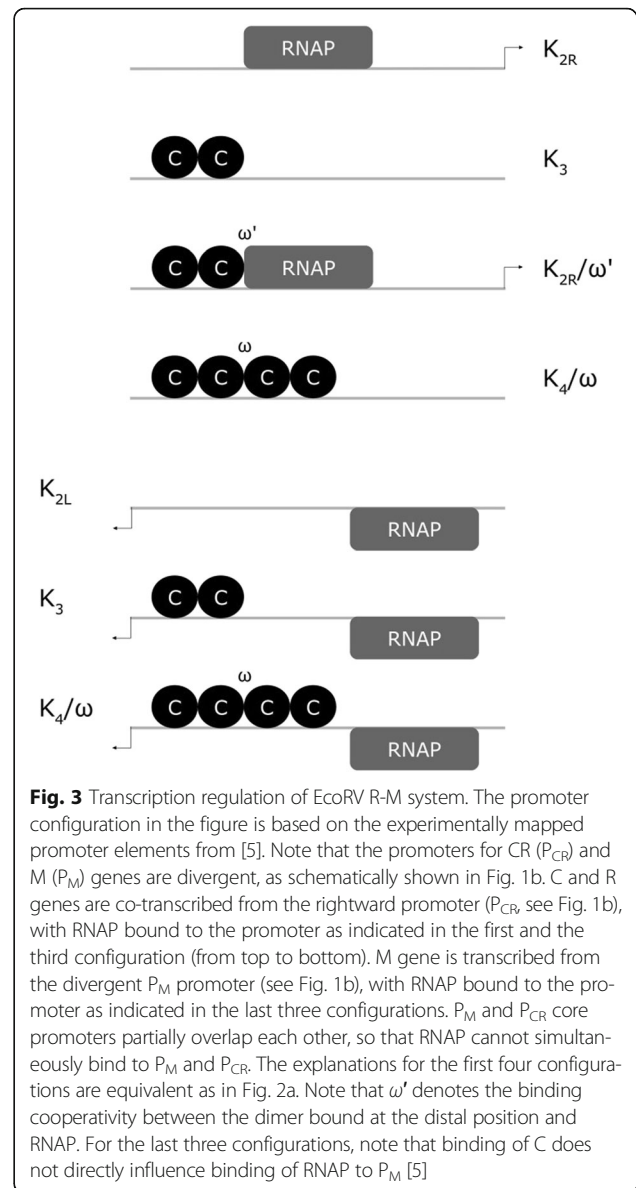 RNAP K2R
C C K3
ω'
C C RNAP K2R/ω'
ω
C C C C K4/ω
K2L
RNAP
K3 C C
RNAP
ω
K4/ω C C C C
RNAP
Fig. 3 Transcription regulation of EcoRV R-M system. The promoter
configuration in the figure is based on the experimentally mapped
promoter elements from [5]. Note that the promoters for CR (PCR) and
M (PM) genes are divergent, as schematically shown in Fig. 1b. C and R
genes are co-transcribed from the rightward promoter (PCR, see Fig. 1b),
with RNAP bound to the promoter as indicated in the first and the
third configuration (from top to bottom). M gene is transcribed from
the divergent PM promoter (see Fig. 1b), with RNAP bound to the pro-
moter as indicated in the last three configurations. PM and PCR core
promoters partially overlap each other, so that RNAP cannot simultan-
eously bind to PM and PCR. The explanations for the first four configura-
tions are equivalent as in Fig. 2a. Note that ω' denotes the binding
cooperativity between the dimer bound at the distal position and
RNAP. For the last three configurations, note that binding of C does
not directly influence binding of RNAP to PM [5]